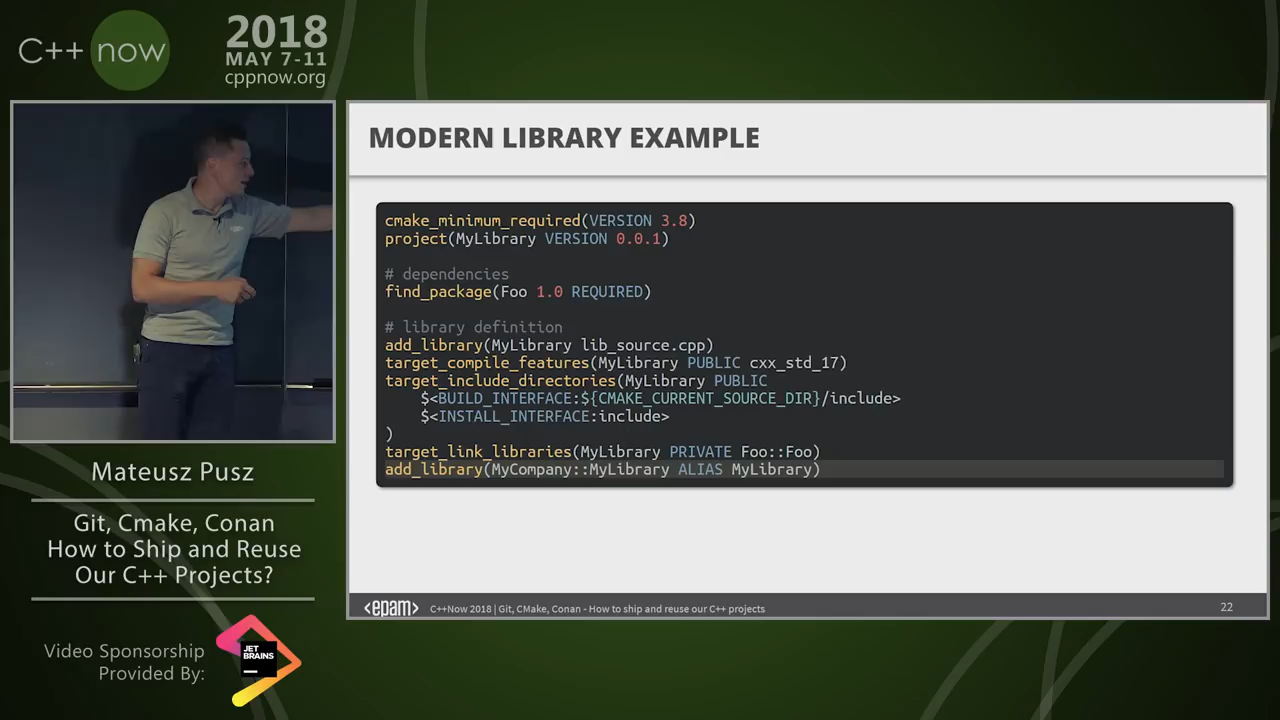 C++ now
2018
MAY 7-11
cppnow.org
MODERN LIBRARY EXAMPLE
cmake_minimum_required(VERSION 3.8)
project(MyLibrary VERSION 0.0.1)
# dependencies
find_package(Foo 1.0 REQUIRED)
# library definition
add_library(MyLibrary lib_source.cpp)
target_compile_features(MyLibrary PUBLIC cxx_std_17)
target_include_directories(MyLibrary PUBLIC
$<BUILD_INTERFACE:${CMAKE_CURRENT_SOURCE_DIR}/include>
$<INSTALL_INTERFACE:include>
)
target_link_libraries(MyLibrary PRIVATE Foo::Foo)
add_library(MyCompany::MyLibrary ALIAS MyLibrary)
<epam> C++Now 2018 | Git, CMake, Conan - How to ship and reuse our C++ projects 22
Mateusz Pusz
Git, Cmake, Conan
How to Ship and Reuse
Our C++ Projects?
Video Sponsorship
Provided By:
JET
BRAINS